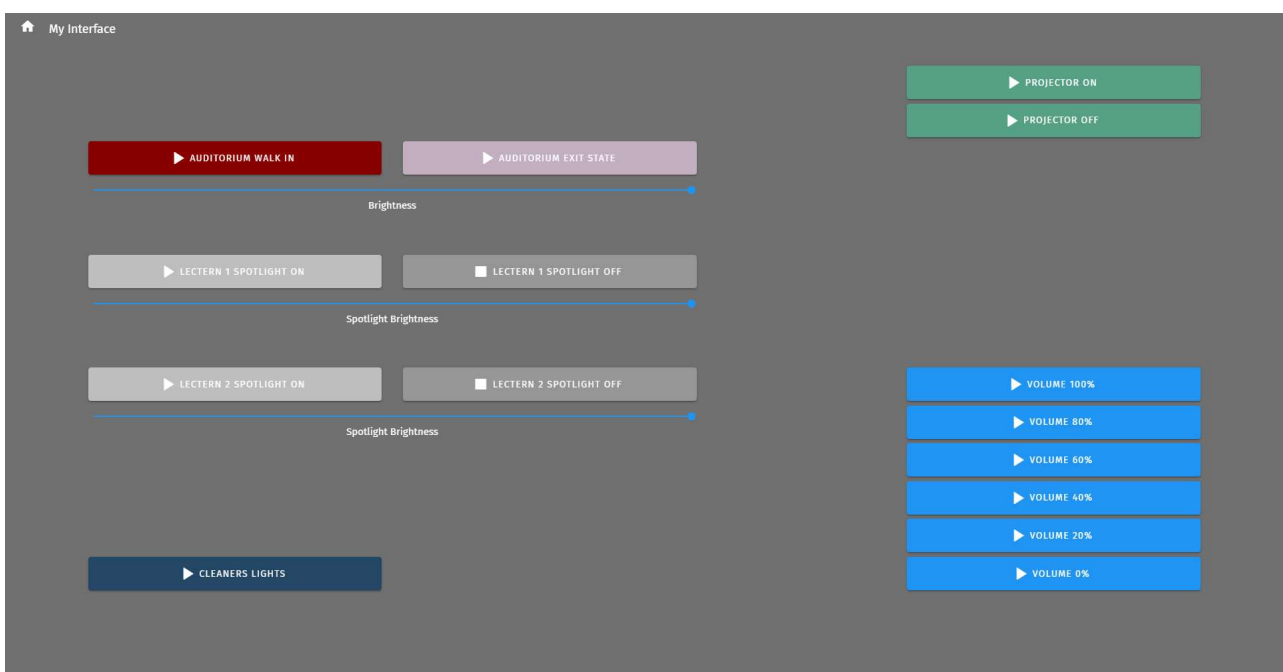 My Interface
PROJECTOR ON
PROJECTOR OFF
AUDITORIUM WALK IN
AUDITORIUM EXIT STATE
Brightness
LECTERN 1 SPOTLIGHT ON
LECTERN 1 SPOTLIGHT OFF
Spotlight Brightness
LECTERN 2 SPOTLIGHT ON
LECTERN 2 SPOTLIGHT OFF
Spotlight Brightness
CLEANERS LIGHTS
VOLUME 100%
VOLUME 80%
VOLUME 60%
VOLUME 40%
VOLUME 20%
VOLUME 0%